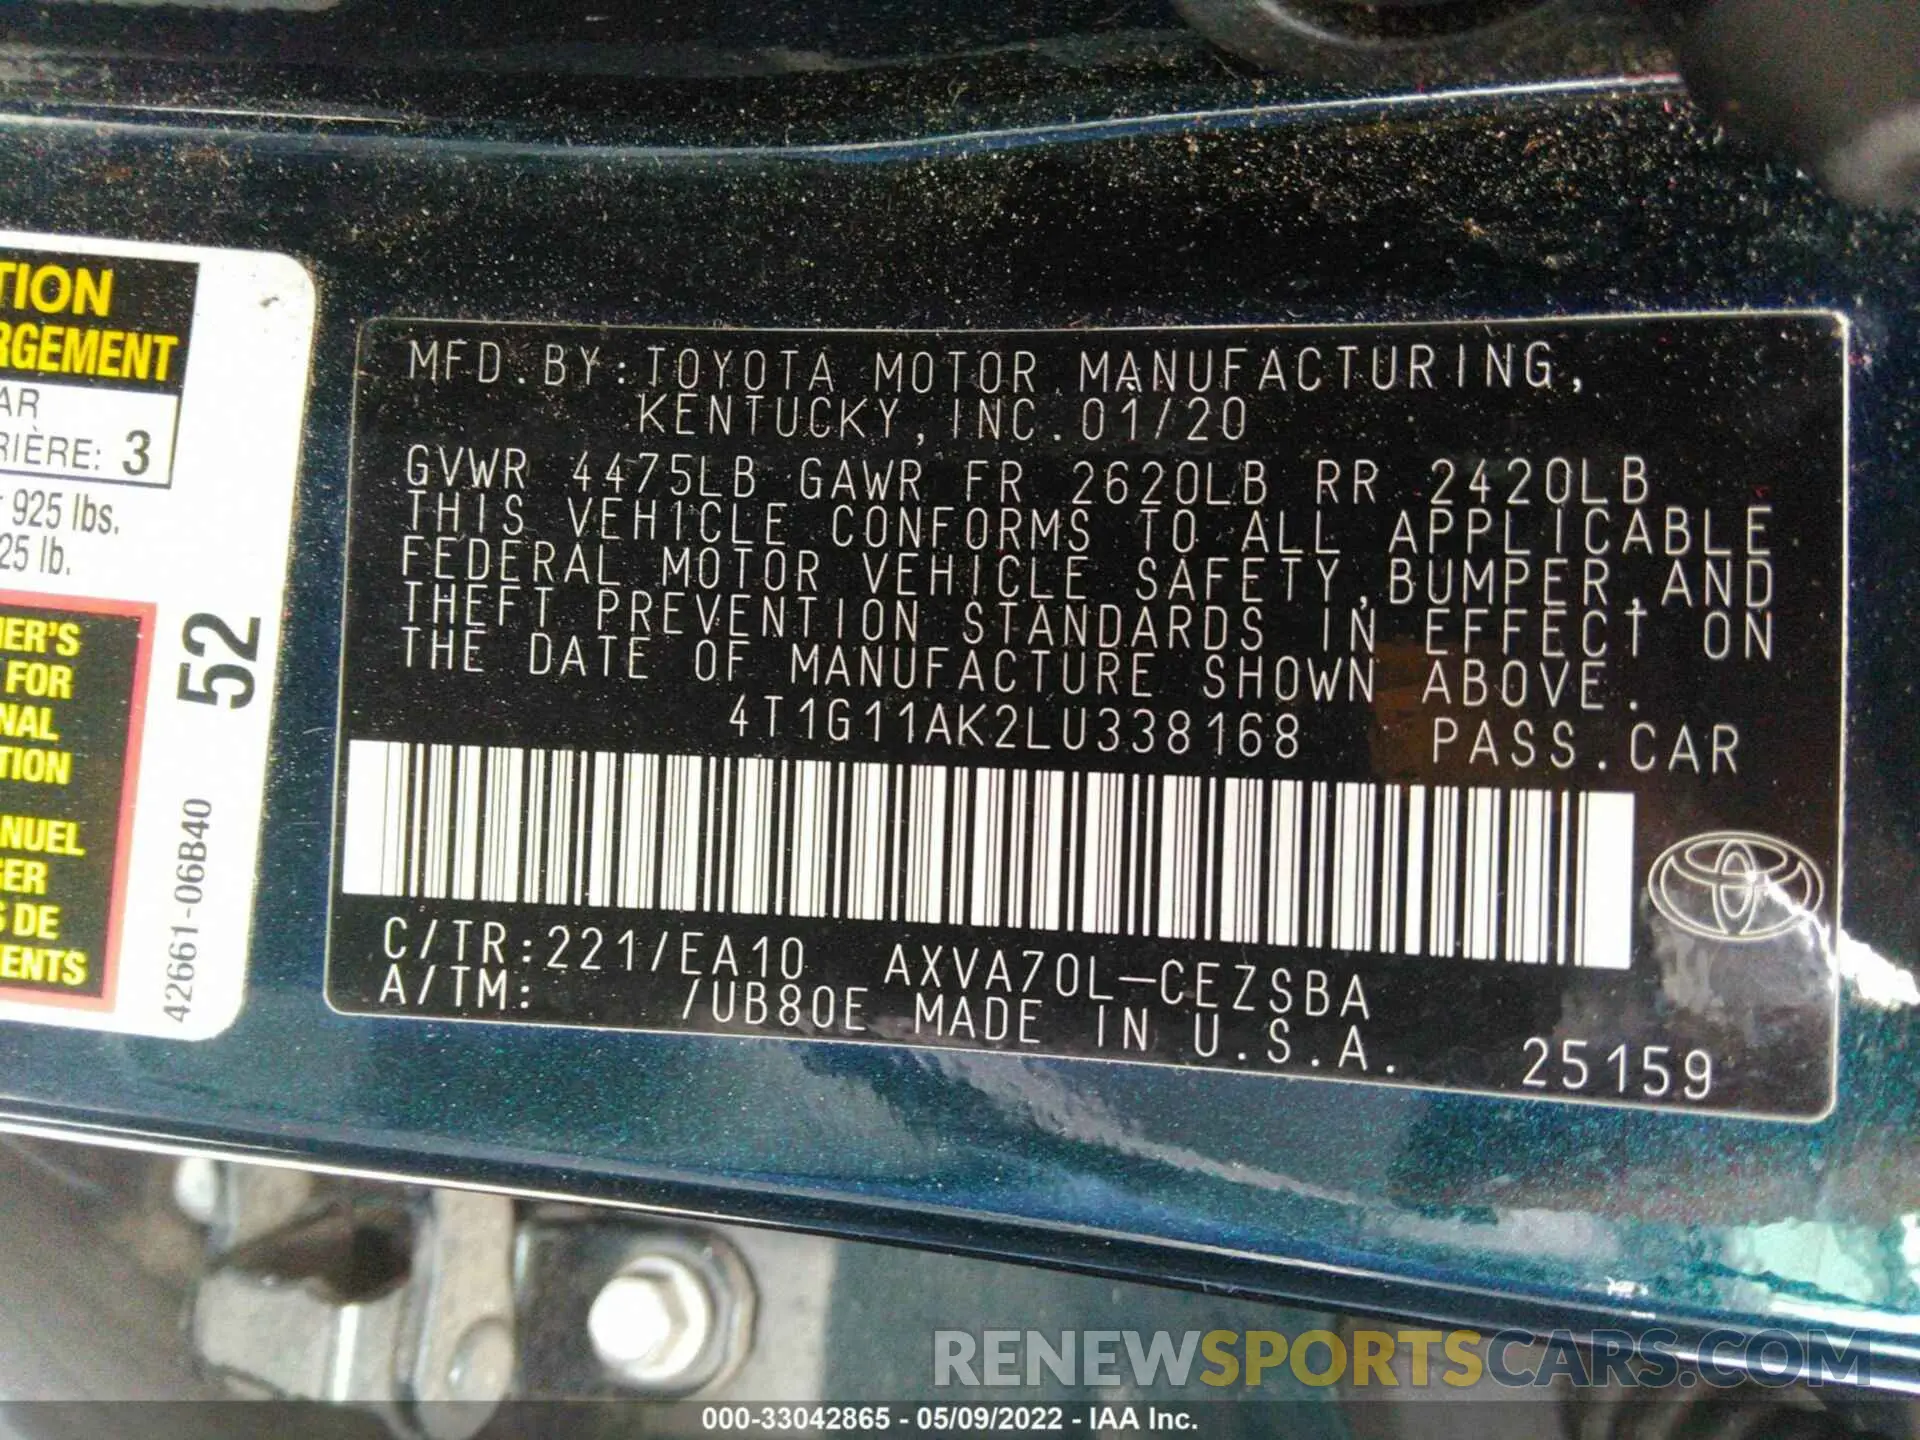 TION
RGEMENT
AR
RIÈRE: 3
925 lbs.
25 lb.
52
42661-06B40
IER'S
FOR
NAL
TION
NUEL
GER
S DE
ENTS
MFD.BY:TOYOTA MOTOR MANUFACTURING,
KENTUCKY,INC.01/20
GVWR 4475LB GAWR FR 2620LB RR 2420LB
THIS VEHICLE CONFORMS TO ALL APPLICABLE
FEDERAL MOTOR VEHICLE SAFETY,BUMPER,AND
THEFT PREVENTION STANDARDS IN EFFECT ON
THE DATE OF MANUFACTURE SHOWN ABOVE.
4T1G11AK2LU338168 PASS.CAR
C/TR:221/EA10 AXVA70L-CEZSBA
A/TM: /UB80E MADE IN U.S.A.
25159
RENEWSPORTSCARS.COM
000-33042865 - 05/09/2022 - IAA Inc.